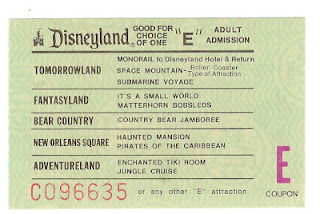 Disneyland®
GOOD FOR
CHOICE
OF ONE
"E"
ADULT
ADMISSION
TOMORROWLAND
MONORAIL to Disneyland Hotel & Return
SPACE MOUNTAIN-Roller Coaster
Type of Attraction
SUBMARINE VOYAGE
FANTASYLAND
IT'S A SMALL WORLD
MATTERHORN BOBSLEDS
BEAR COUNTRY
COUNTRY BEAR JAMBOREE
NEW ORLEANS SQUARE
HAUNTED MANSION
PIRATES OF THE CARIBBEAN
ADVENTURELAND
ENCHANTED TIKI ROOM
JUNGLE CRUISE
C096635
or any other "E" attraction
E
COUPON